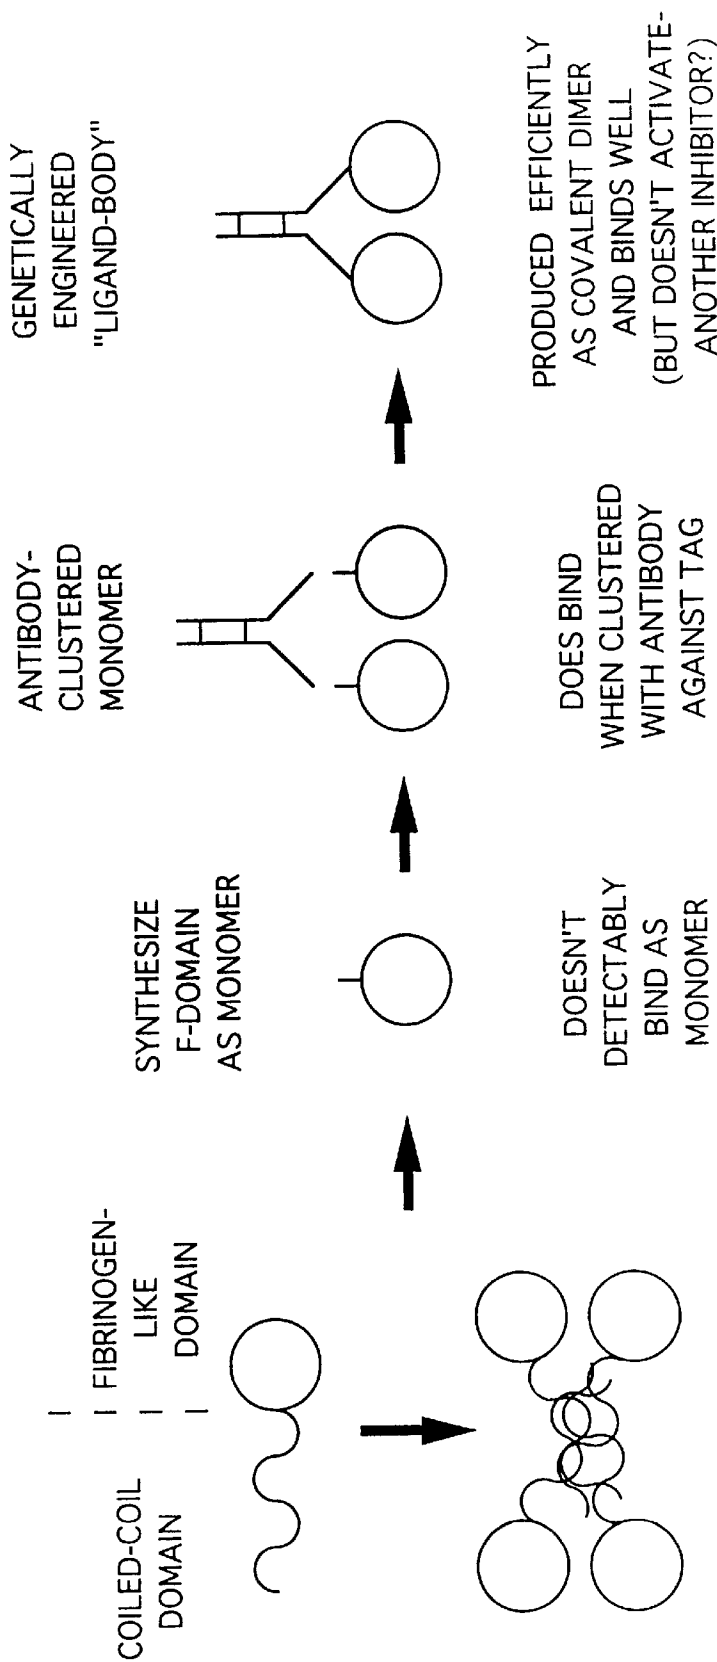 COILED-COIL
DOMAIN
FIBRINOGEN-
LIKE
DOMAIN
SYNTHESIZE
F-DOMAIN
AS MONOMER
DOESN'T
DETECTABLY
BIND AS
MONOMER
ANTIBODY-
CLUSTERED
MONOMER
DOES BIND
WHEN CLUSTERED
WITH ANTIBODY
AGAINST TAG
GENETICALLY
ENGINEERED
"LIGAND-BODY"
PRODUCED EFFICIENTLY
AS COVALENT DIMER
AND BINDS WELL
(BUT DOESN'T ACTIVATE-
ANOTHER INHIBITOR?)